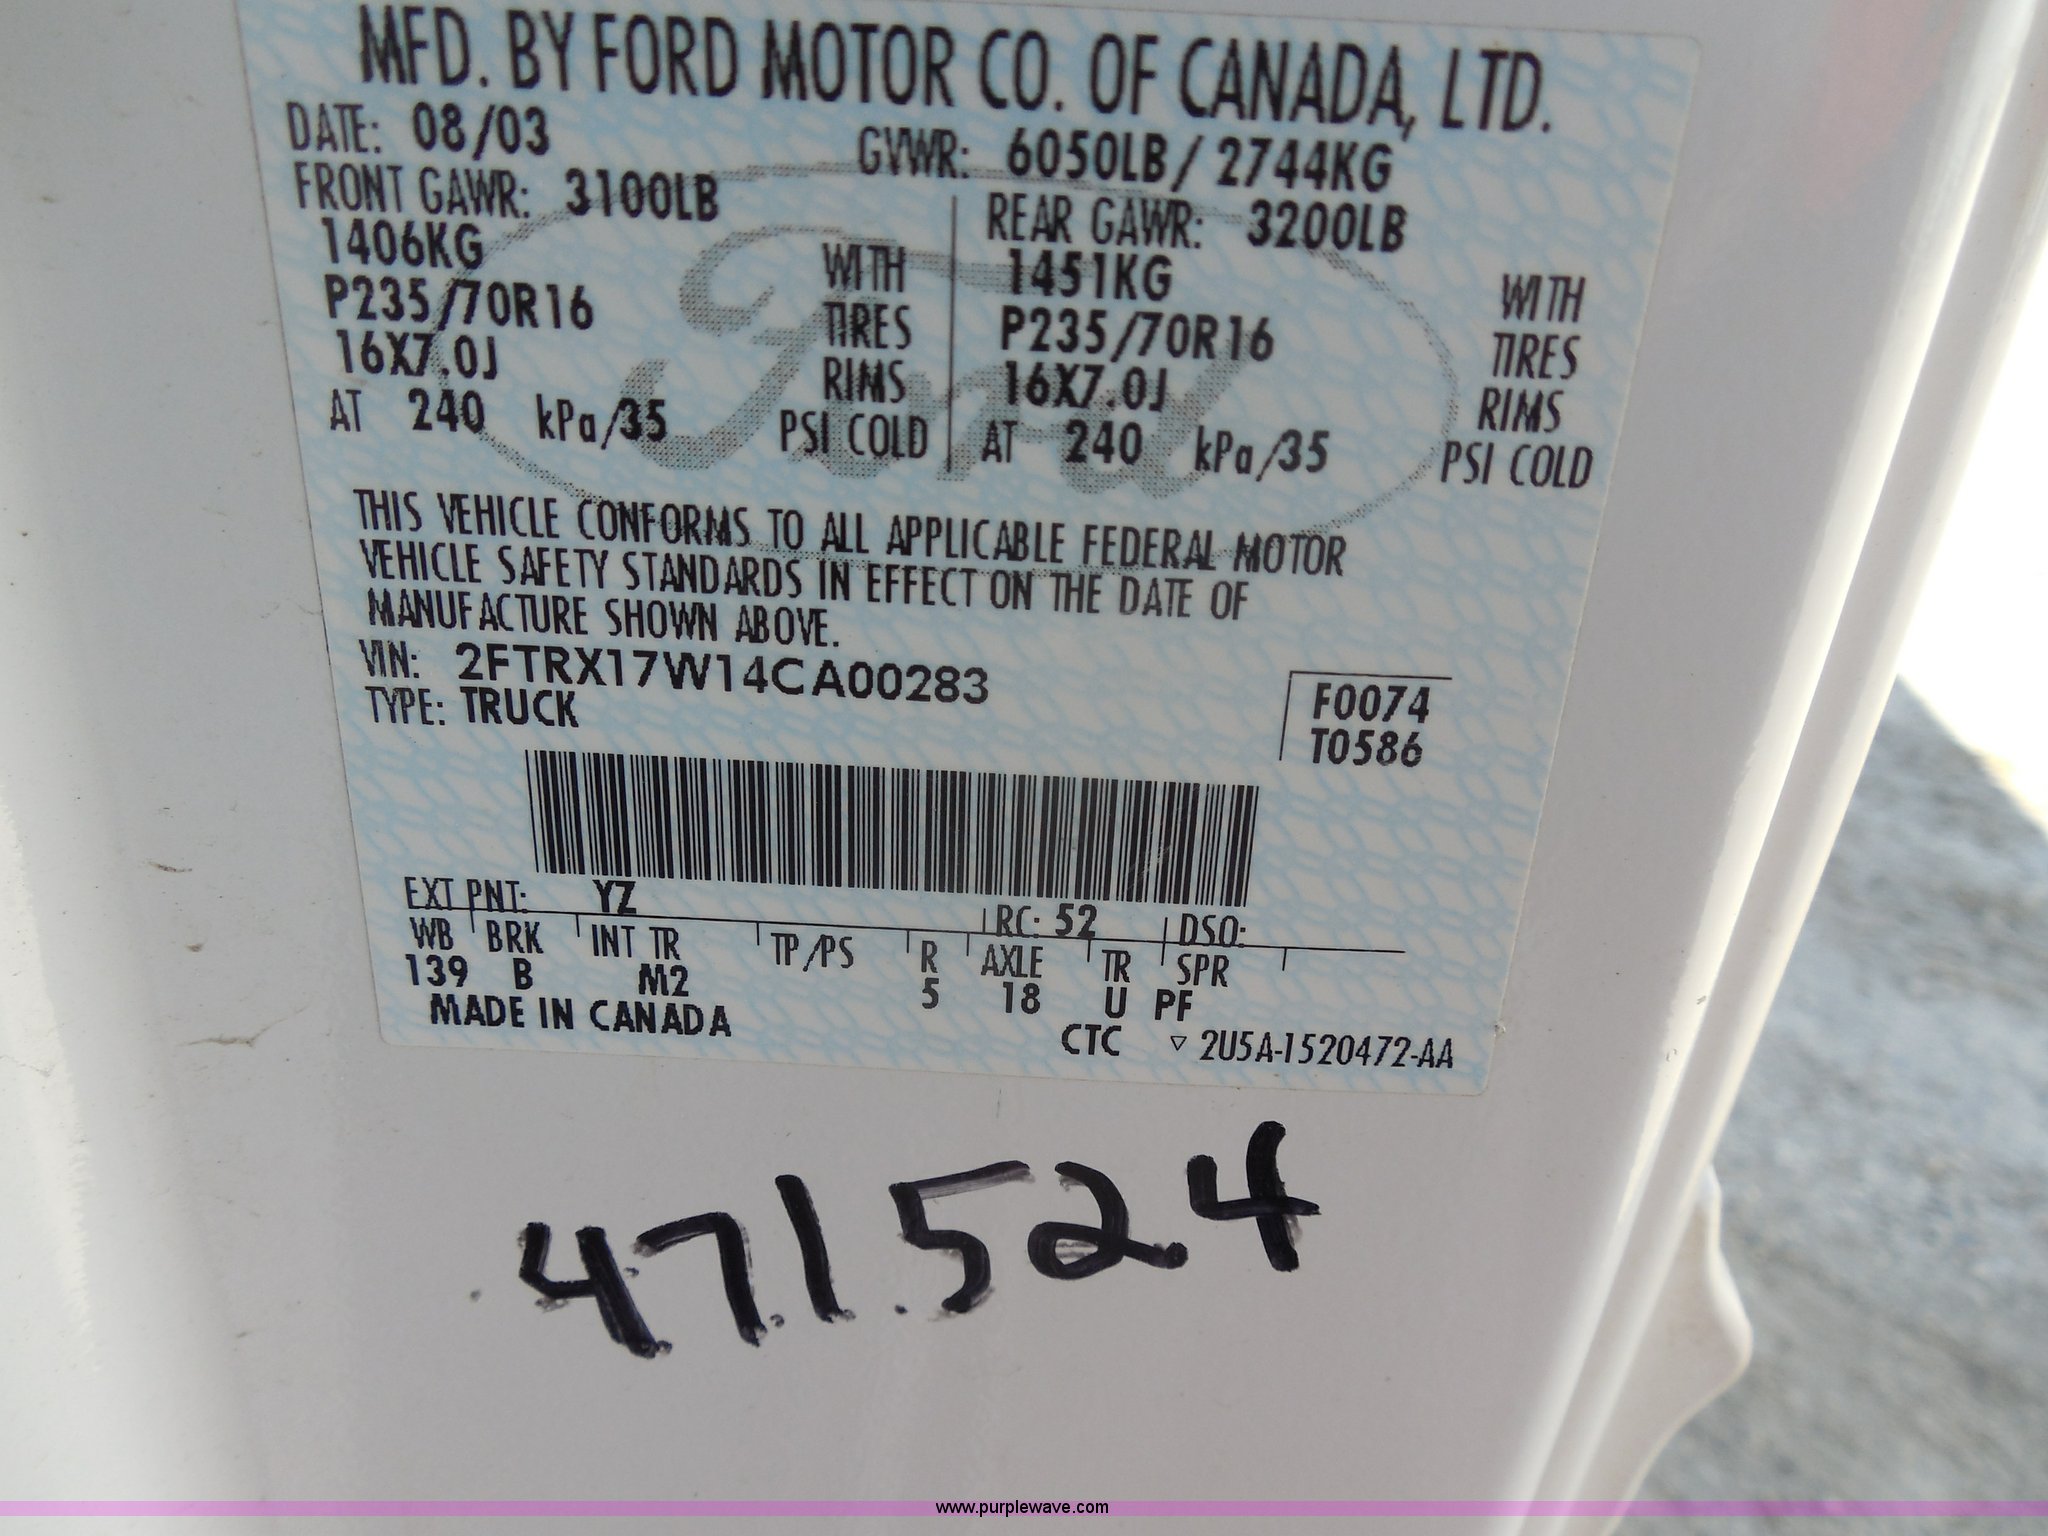 MFD. BY FORD MOTOR CO. OF CANADA, LTD.
DATE: 08/03 GVWR: 6050LB / 2744KG
FRONT GAWR: 3100LB REAR GAWR: 3200LB
1406KG WITH 1451KG WITH
P235/70R16 TIRES P235/70R16 TIRES
16X7.0J RIMS 16X7.0J RIMS
AT 240 kPa/35 PSI COLD AT 240 kPa/35 PSI COLD
Ford
THIS VEHICLE CONFORMS TO ALL APPLICABLE FEDERAL MOTOR
VEHICLE SAFETY STANDARDS IN EFFECT ON THE DATE OF
MANUFACTURE SHOWN ABOVE.
VIN: 2FTRX17W14CA00283
TYPE: TRUCK
F0074
T0586
EXT PNT: YZ RC: 52 DSO:
WB BRK INT TR TP/PS R AXLE TR SPR
139 B M2 5 18 U PF
MADE IN CANADA
CTC ▽ 2U5A-1520472-AA
471524
www.purplewave.com